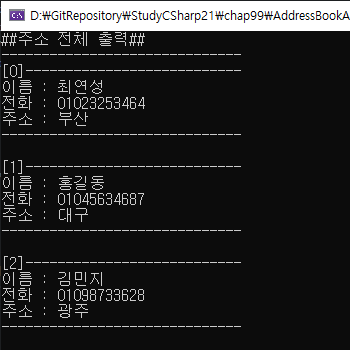 D:\GitRepository\StudyCSharp21\chap99\AddressBookA
##주소 전체 출력##
------------------------------
[0]---------------------------
이름 : 최연성
전화 : 01023253464
주소 : 부산
------------------------------
[1]---------------------------
이름 : 홍길동
전화 : 01045634687
주소 : 대구
------------------------------
[2]---------------------------
이름 : 김민지
전화 : 01098733628
주소 : 광주
------------------------------